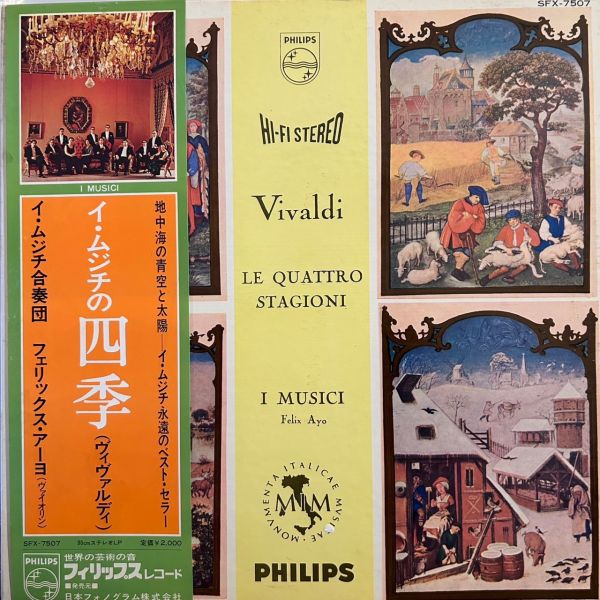 SFX-7507
I MUSICI
地中海の青空と太陽―イ・ムジチ・永遠のベスト・セラー
イ・ムジチの四季(ヴィヴァルディ)
イ・ムジチ合奏団 フェリックス・アーヨ(ヴァイオリン)
SFX-7507 30cmステレオLP 定価¥2,000
PHILIPS
世界の芸術の音
フィリップスレコード
■発売元■
日本フォノグラム株式会社
PHILIPS
HI-FI STEREO
Vivaldi
LE QUATTRO
STAGIONI
I MUSICI
Felix Ayo
MONUMENTA ITALICAE MUSICAE
MIM
PHILIPS